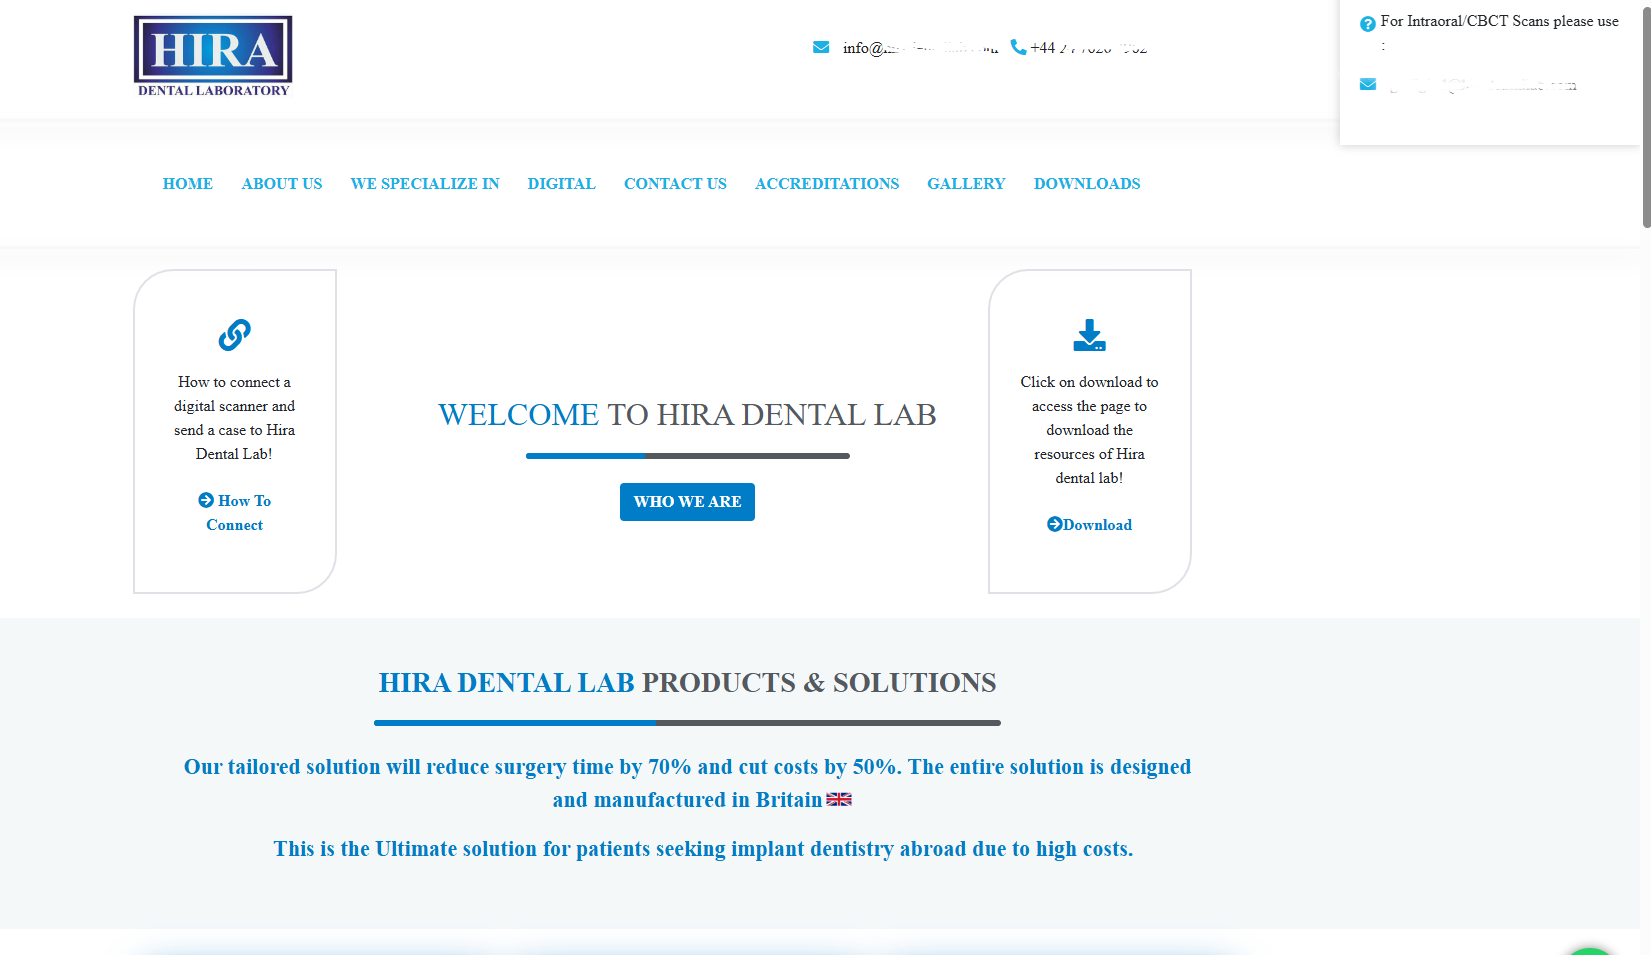 HIRA
DENTAL LABORATORY
+44
For Intraoral/CBCT Scans please use
:
HOME ABOUT US WE SPECIALIZE IN DIGITAL CONTACT US ACCREDITATIONS GALLERY DOWNLOADS
How to connect a
digital scanner and
send a case to Hira
Dental Lab!
How To
Connect
WELCOME TO HIRA DENTAL LAB
WHO WE ARE
Click on download to
access the page to
download the
resources of Hira
dental lab!
Download
HIRA DENTAL LAB PRODUCTS & SOLUTIONS
Our tailored solution will reduce surgery time by 70% and cut costs by 50%. The entire solution is designed
and manufactured in Britain
This is the Ultimate solution for patients seeking implant dentistry abroad due to high costs.